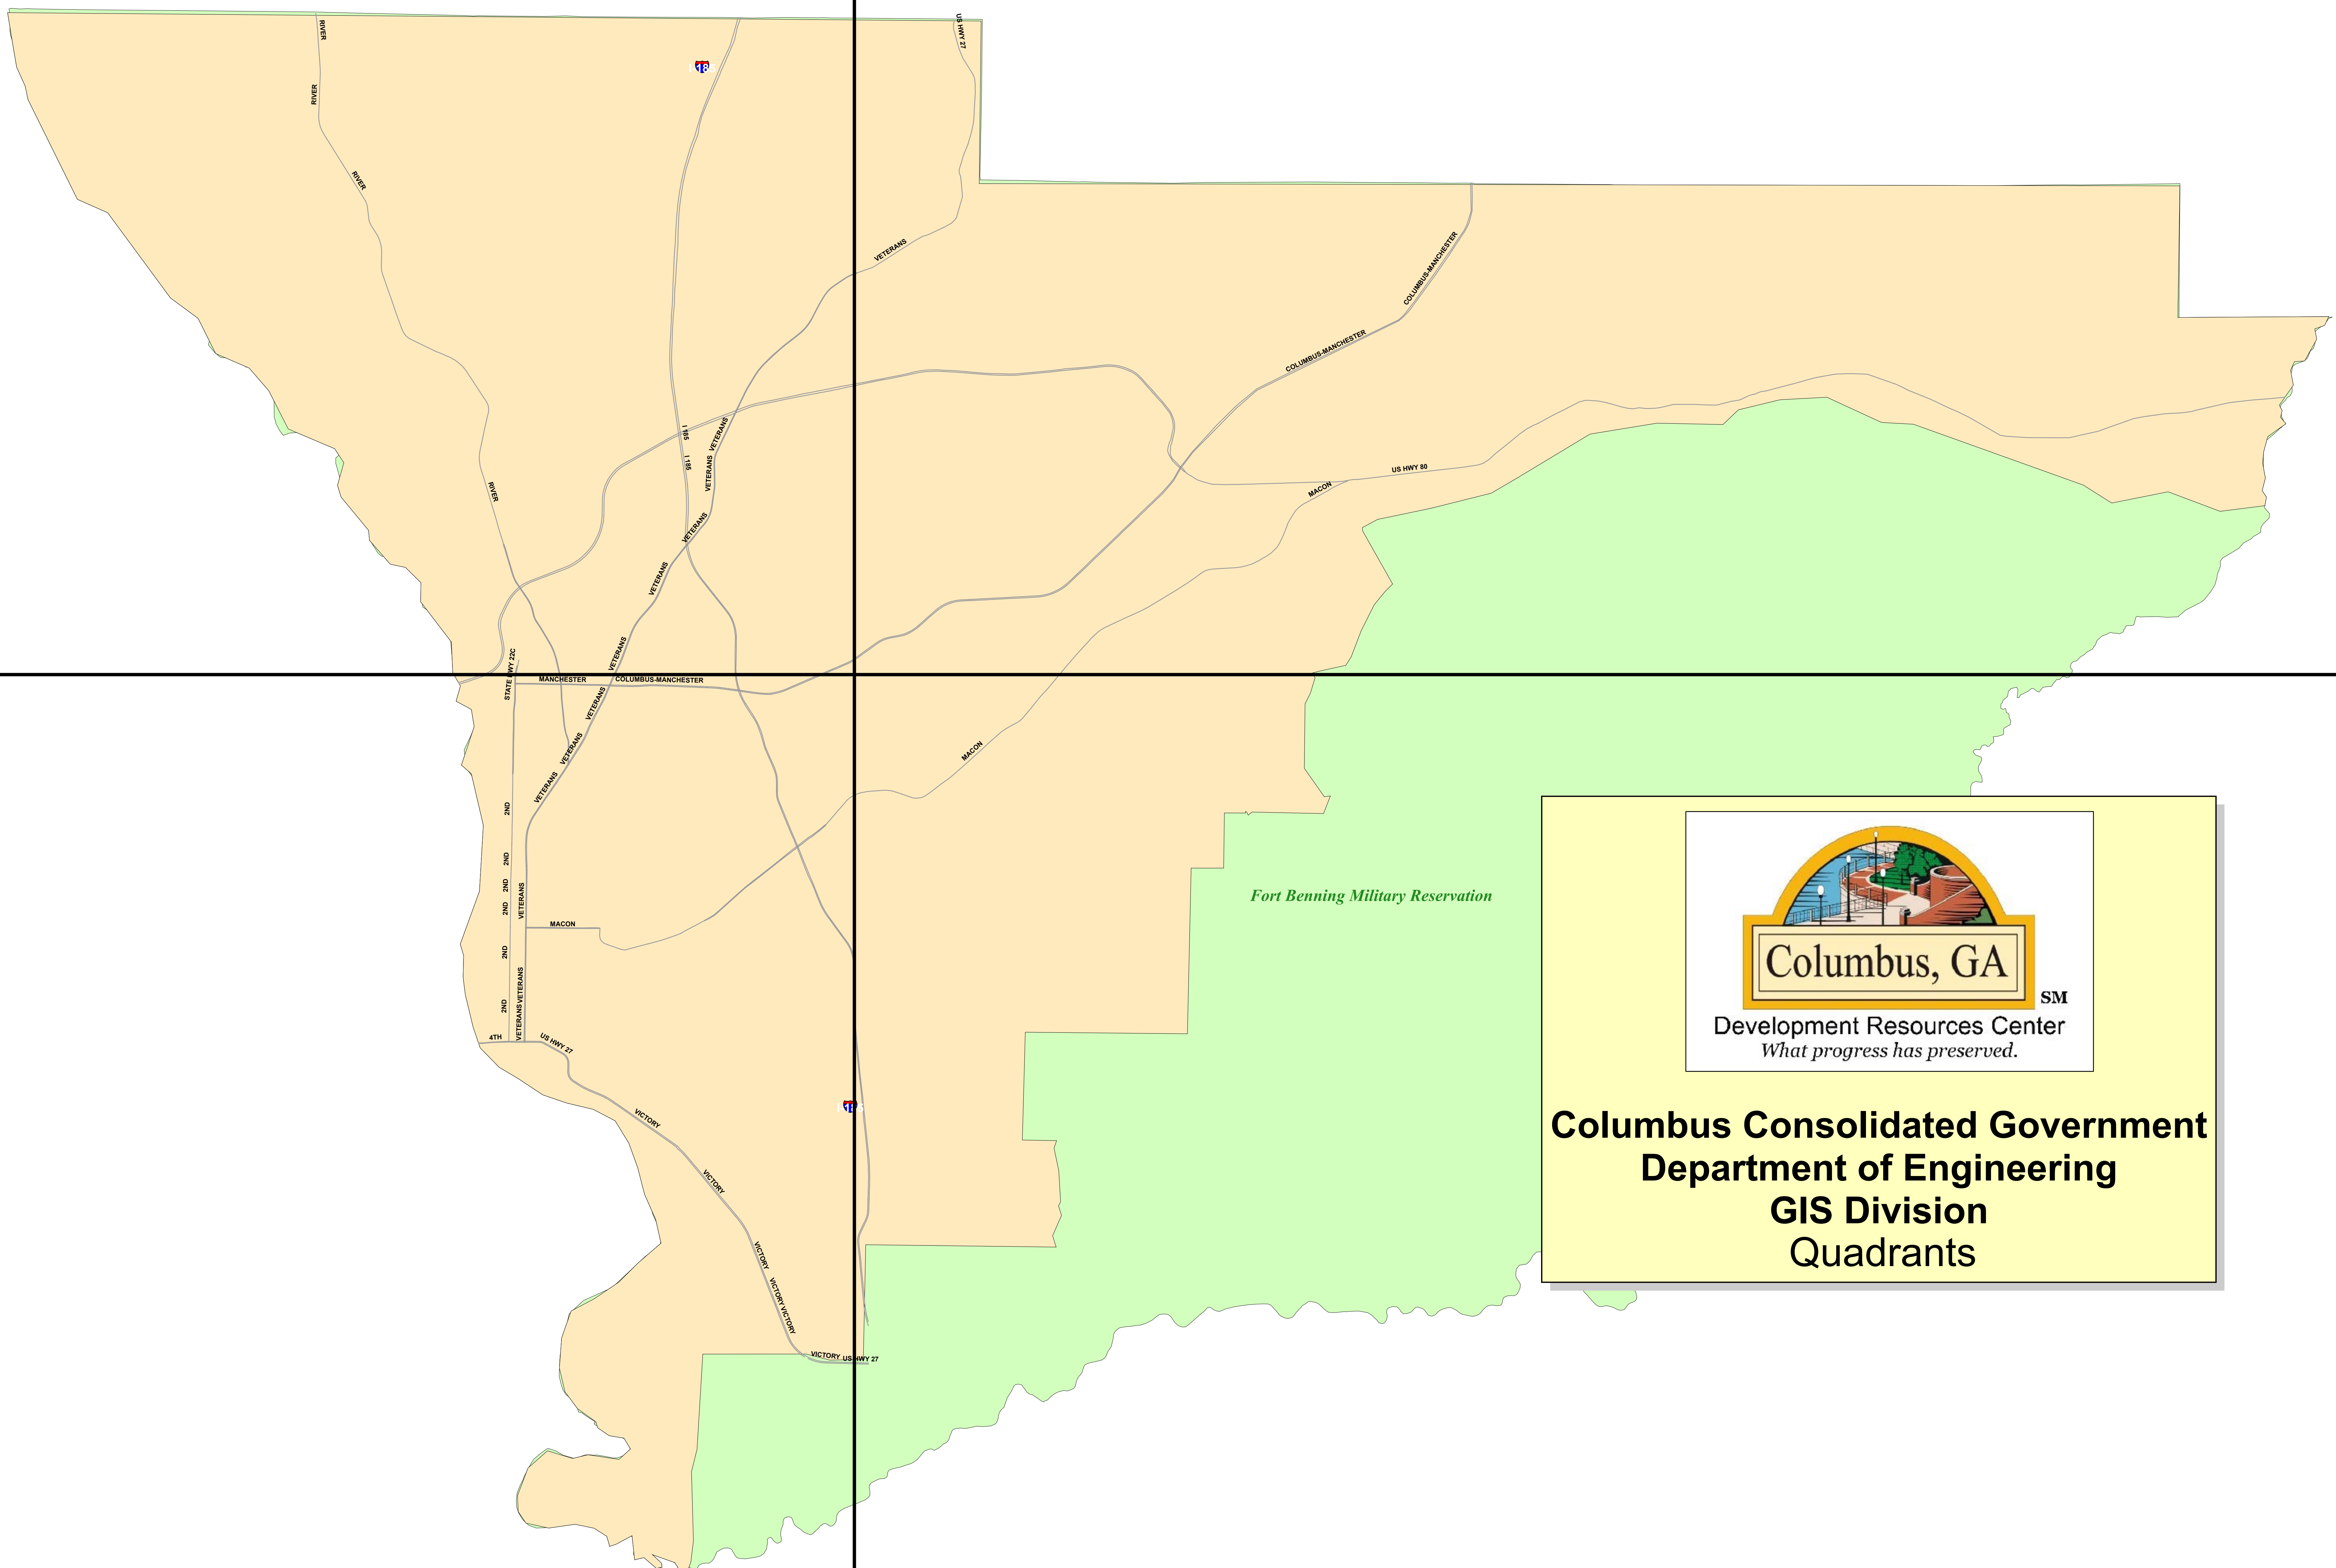 RIVER
US HWY 27
18
RIVER
RIVER
VETERANS
COLUMBUS-MANCHESTER
COLUMBUS-MANCHESTER
I 185
VETERANS
I 185
VETERANS
US HWY 80
RIVER
MACON
VETERANS
VETERANS
VETERANS
STATE HWY 22C
MANCHESTER
COLUMBUS-MANCHESTER
VETERANS
VETERANS
MACON
VETERANS
2ND
2ND
2ND
VETERANS
2ND
MACON
2ND
VETERANS
2ND
VETERANS
4TH
US HWY 27
VICTORY
VICTORY
VICTORY
VICTORY
VICTORY
VICTORY
US HWY 27
Fort Benning Military Reservation
Columbus, GA
SM
Development Resources Center
What progress has preserved.
Columbus Consolidated Government
Department of Engineering
GIS Division
Quadrants